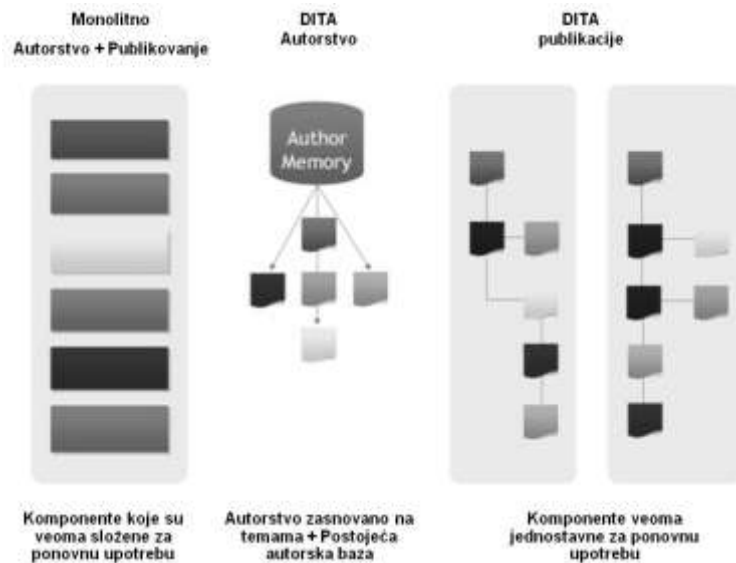 Monolitno
Autorstvo + Publikovanje
DITA
Autorstvo
DITA
publikacije
Author
Memory
Komponente koje su
veoma složene za
ponovnu upotrebu
Autorstvo zasnovano na
temama + Postojeća
autorska baza
Komponente veoma
jednostavne za ponovnu
upotrebu